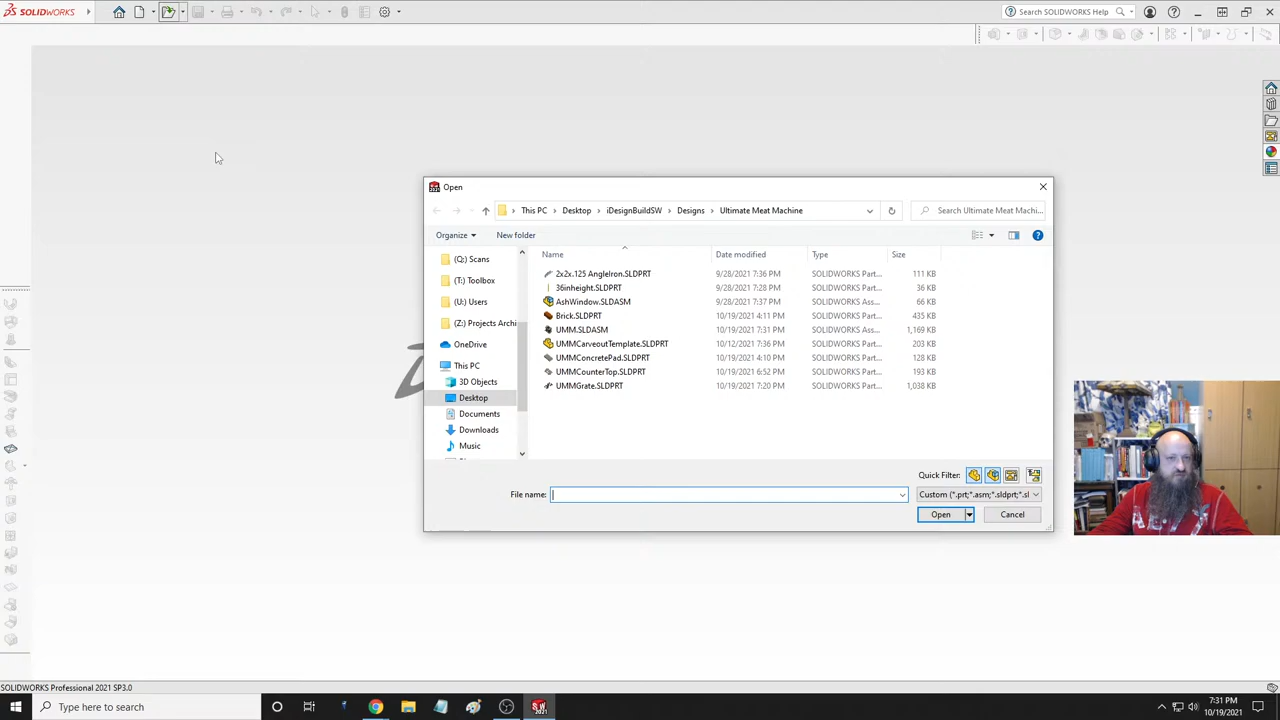 SOLIDWORKS
Search SOLIDWORKS Help
Open
This PC
Desktop
iDesignBuildSW
Designs
Ultimate Meat Machine
Search Ultimate Meat Machi...
Organize
New folder
Name
Date modified
Type
Size
(Q:) Scans
(T:) Toolbox
(U:) Users
(Z:) Projects Archi
OneDrive
This PC
3D Objects
Desktop
Documents
Downloads
Music
2x2x.125 AngleIron.SLDPRT 9/28/2021 7:36 PM SOLIDWORKS Part... 111 KB
36inheight.SLDPRT 9/28/2021 7:28 PM SOLIDWORKS Part... 36 KB
AshWindow.SLDASM 9/28/2021 7:37 PM SOLIDWORKS Ass... 66 KB
Brick.SLDPRT 10/19/2021 4:11 PM SOLIDWORKS Part... 435 KB
UMM.SLDASM 10/19/2021 7:31 PM SOLIDWORKS Ass... 1,169 KB
UMMCarveoutTemplate.SLDPRT 10/12/2021 7:36 PM SOLIDWORKS Part... 203 KB
UMMConcretePad.SLDPRT 10/19/2021 4:10 PM SOLIDWORKS Part... 128 KB
UMMCounterTop.SLDPRT 10/19/2021 6:52 PM SOLIDWORKS Part... 193 KB
UMMGrate.SLDPRT 10/19/2021 7:20 PM SOLIDWORKS Part... 1,038 KB
Quick Filter:
File name:
Custom (*.prt;*.asm;*.sldprt;*.sl
Open
Cancel
SOLIDWORKS Professional 2021 SP3.0
Type here to search
7:31 PM
10/19/2021